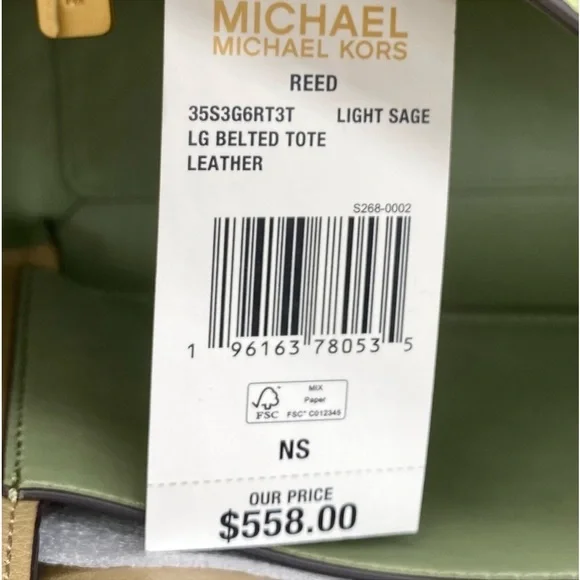 MK
MICHAEL
MICHAEL KORS
REED
35S3G6RT3T LIGHT SAGE
LG BELTED TOTE
LEATHER
S268-0002
1 96163 78053 5
FSC
MIX
Paper
FSC® C012345
NS
OUR PRICE
$558.00